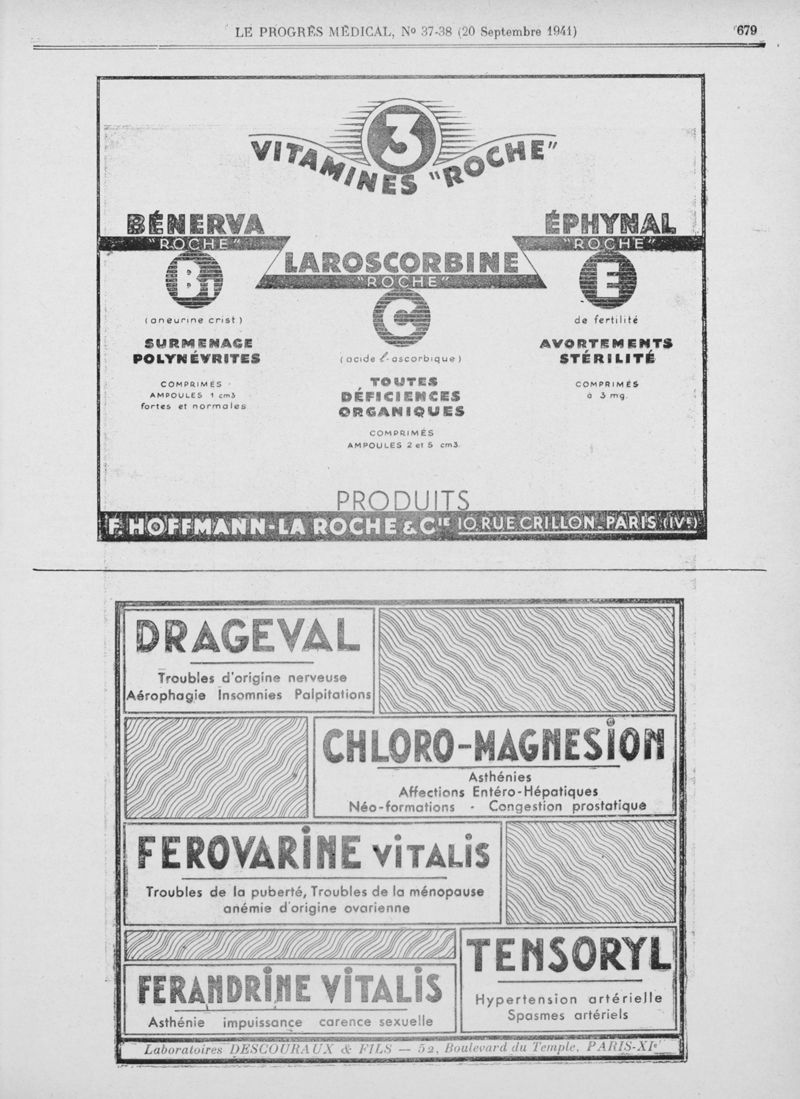 LE PROGRÈS MÉDICAL, No 37-38 (20 Septembre 1941) 679
3
VITAMINES "ROCHE"
BÉNERVA
"ROCHE"
B1
(aneurine crist)
SURMENAGE
POLYNÉVRITES
COMPRIMÉS
AMPOULES 1 cm3
fortes et normales
LAROSCORBINE
"ROCHE"
C
(acide l-ascorbique)
TOUTES
DÉFICIENCES
ORGANIQUES
COMPRIMÉS
AMPOULES 2 et 5 cm3.
ÉPHYNAL
"ROCHE"
E
de fertilité
AVORTEMENTS
STÉRILITÉ
COMPRIMÉS
à 3 mg.
PRODUITS
F. HOFFMANN-LA ROCHE & Cie 10, RUE CRILLON_PARIS (IVe)
DRAGEVAL
Troubles d'origine nerveuse
Aérophagie Insomnies Palpitations
CHLORO-MAGNESiON
Asthénies
Affections Entéro-Hépatiques
Néo-formations - Congestion prostatique
FEROVARiNE ViTALiS
Troubles de la puberté, Troubles de la ménopause
anémie d'origine ovarienne
FERANDRiNE ViTALiS
Asthénie impuissance carence sexuelle
TENSORYL
Hypertension artérielle
Spasmes artériels
Laboratoires DESCOURAUX & FILS — 52, Boulevard du Temple, PARIS-XIe